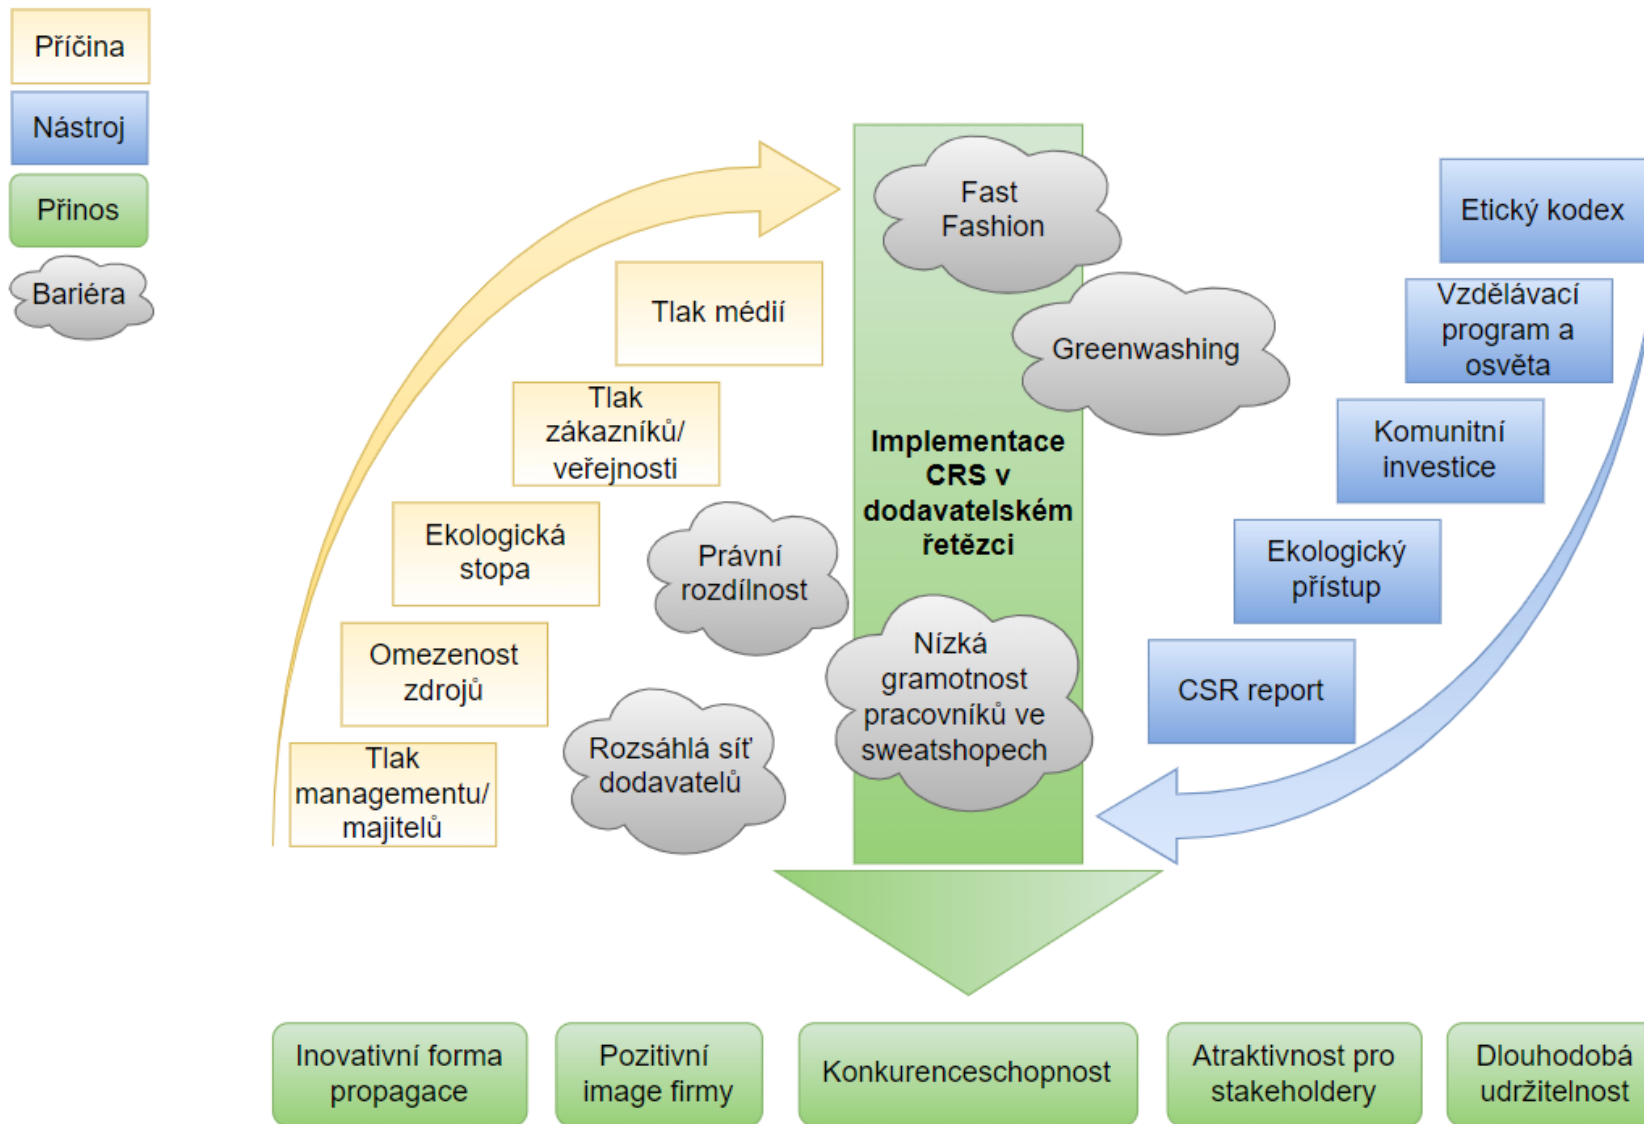 Příčina
Nástroj
Přinos
Bariéra
Fast
Fashion
Greenwashing
Implementace
CRS v
dodavatelském
řetězci
Nízká
gramotnost
pracovníků ve
sweatshopech
Právní
rozdílnost
Rozsáhlá síť
dodavatelů
Tlak médií
Tlak
zákazníků/
veřejnosti
Ekologická
stopa
Omezenost
zdrojů
Tlak
managementu/
majitelů
Etický kodex
Vzdělávací
program a
osvěta
Komunitní
investice
Ekologický
přístup
CSR report
Inovativní forma
propagace
Pozitivní
image firmy
Konkurenceschopnost
Atraktivnost pro
stakeholdery
Dlouhodobá
udržitelnost